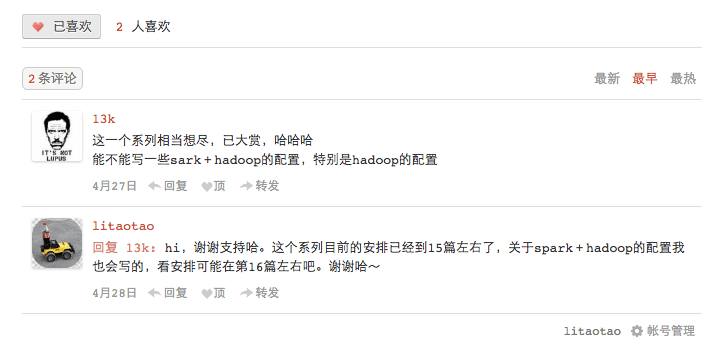 已喜欢 2 人喜欢
2 条评论 最新 最早 最热
l3k
这一个系列相当想尽，已大赏，哈哈哈
能不能写一些sark＋hadoop的配置，特别是hadoop的配置
4月27日 回复 顶 转发
IT'S NOT
LUPUS
litaotao
回复 13k: hi，谢谢支持哈。这个系列目前的安排已经到15篇左右了，关于spark＋hadoop的配置我
也会写的，看安排可能在第16篇左右吧。谢谢哈～
4月28日 回复 顶 转发
litaotao 帐号管理